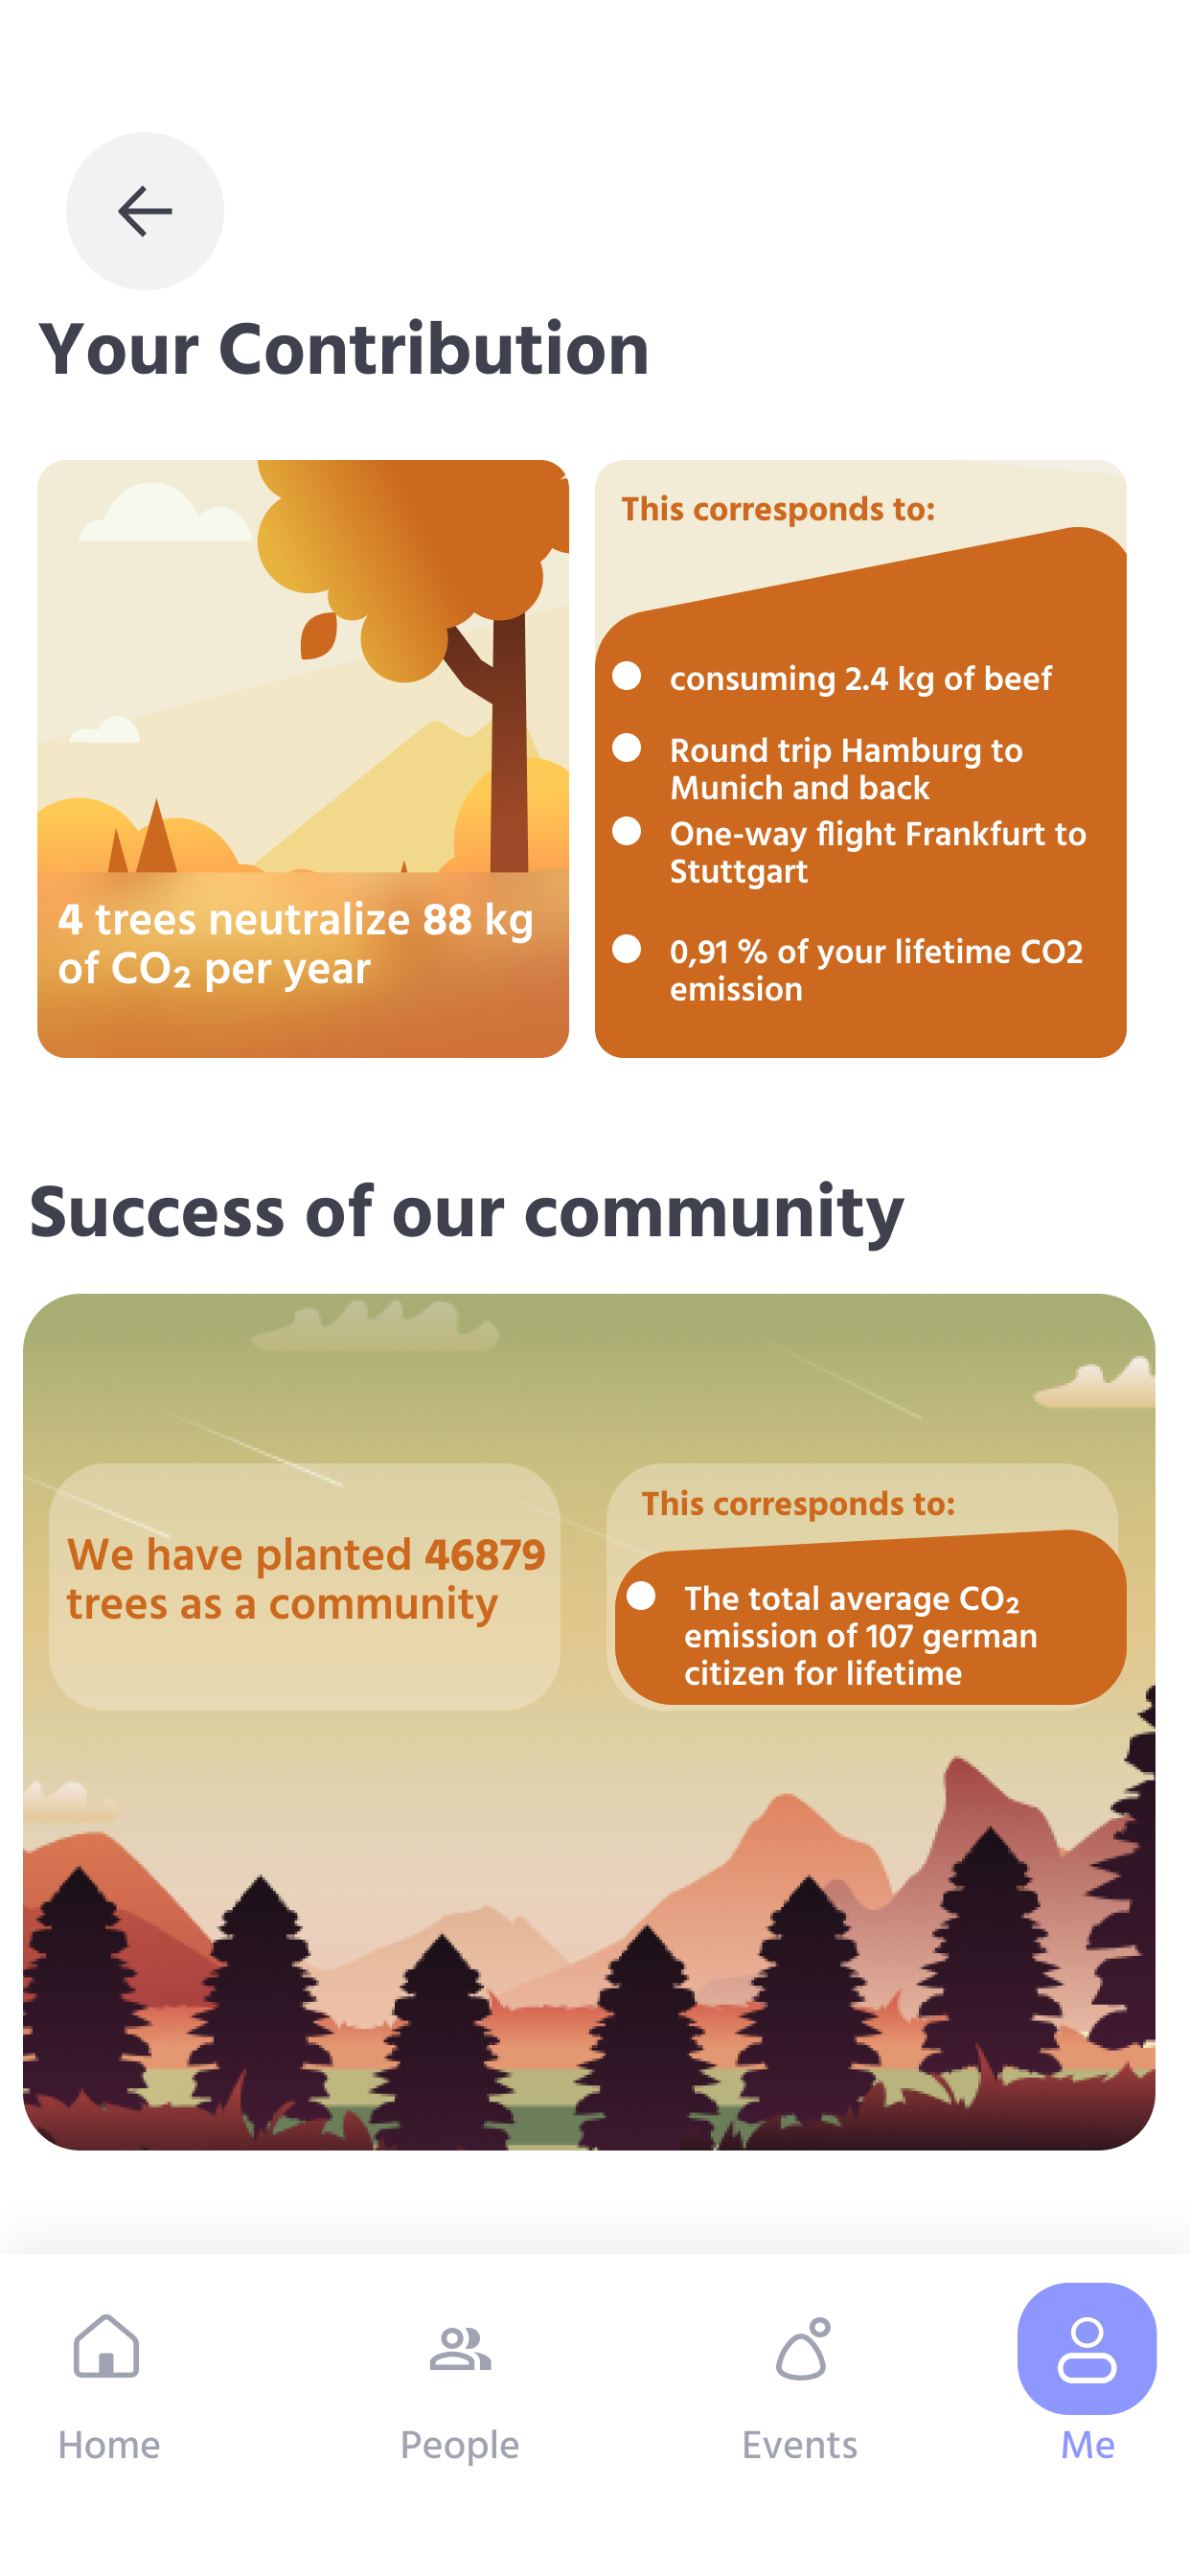 Your Contribution
4 trees neutralize 88 kg
of CO₂ per year
This corresponds to:
consuming 2.4 kg of beef
Round trip Hamburg to
Munich and back
One-way flight Frankfurt to
Stuttgart
0,91 % of your lifetime CO2
emission
Success of our community
We have planted 46879
trees as a community
This corresponds to:
The total average CO₂
emission of 107 german
citizen for lifetime
Home
People
Events
Me